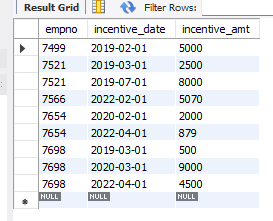 Result Grid Filter Rows:
empno incentive_date incentive_amt
7499 2019-02-01 5000
7521 2019-03-01 2500
7521 2019-07-01 8000
7566 2022-02-01 5070
7654 2020-02-01 2000
7654 2022-04-01 879
7698 2019-03-01 500
7698 2020-03-01 9000
7698 2022-04-01 4500
NULL NULL NULL